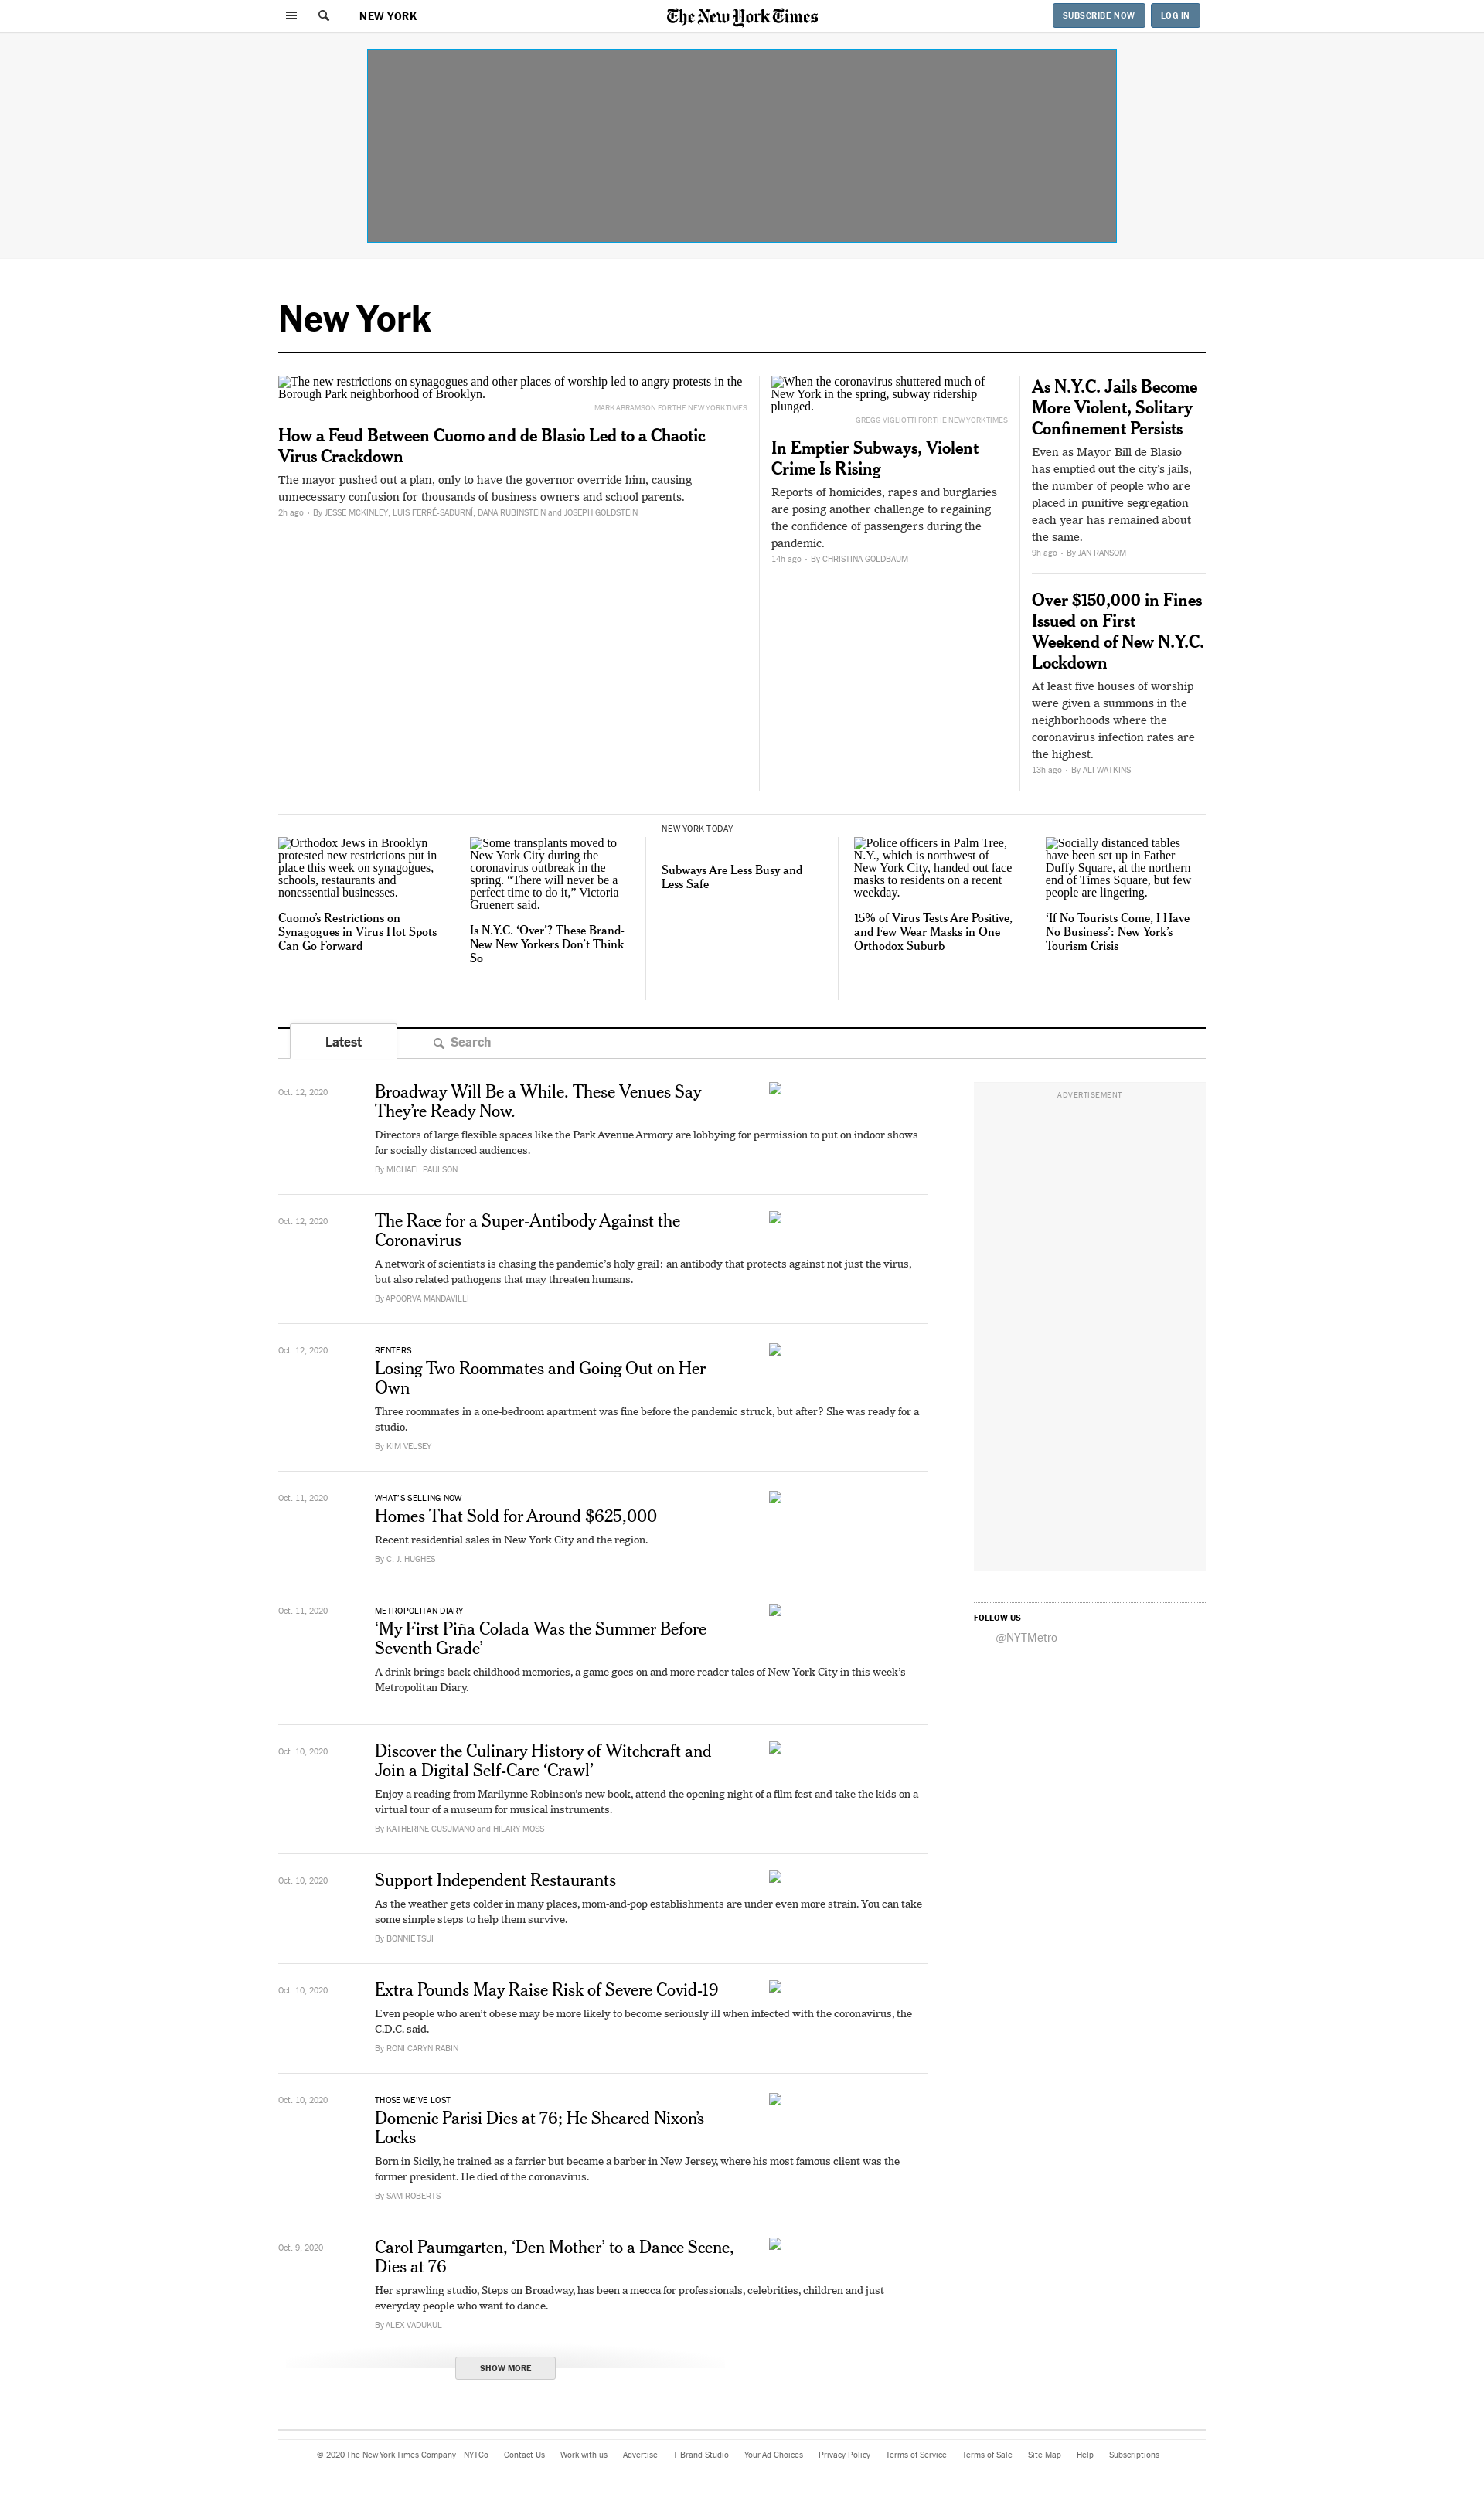 NEW YORK
The New York Times
SUBSCRIBE NOW
LOG IN
New York
The new restrictions on synagogues and other places of worship led to angry protests in the
Borough Park neighborhood of Brooklyn.
MARK ABRAMSON FOR THE NEW YORK TIMES
How a Feud Between Cuomo and de Blasio Led to a Chaotic
Virus Crackdown
The mayor pushed out a plan, only to have the governor override him, causing
unnecessary confusion for thousands of business owners and school parents.
2h ago • By JESSE MCKINLEY, LUIS FERRÉ-SADURNÍ, DANA RUBINSTEIN and JOSEPH GOLDSTEIN
When the coronavirus shuttered much of
New York in the spring, subway ridership
plunged.
GREGG VIGLIOTTI FOR THE NEW YORK TIMES
In Emptier Subways, Violent
Crime Is Rising
Reports of homicides, rapes and burglaries
are posing another challenge to regaining
the confidence of passengers during the
pandemic.
14h ago • By CHRISTINA GOLDBAUM
As N.Y.C. Jails Become
More Violent, Solitary
Confinement Persists
Even as Mayor Bill de Blasio
has emptied out the city's jails,
the number of people who are
placed in punitive segregation
each year has remained about
the same.
9h ago • By JAN RANSOM
Over $150,000 in Fines
Issued on First
Weekend of New N.Y.C.
Lockdown
At least five houses of worship
were given a summons in the
neighborhoods where the
coronavirus infection rates are
the highest.
13h ago • By ALI WATKINS
Orthodox Jews in Brooklyn
protested new restrictions put in
place this week on synagogues,
schools, restaurants and
nonessential businesses.
Cuomo’s Restrictions on
Synagogues in Virus Hot Spots
Can Go Forward
Some transplants moved to
New York City during the
coronavirus outbreak in the
spring. “There will never be a
perfect time to do it,” Victoria
Gruenert said.
Is N.Y.C. ‘Over’? These Brand-
New New Yorkers Don’t Think
So
NEW YORK TODAY
Subways Are Less Busy and
Less Safe
Police officers in Palm Tree,
N.Y., which is northwest of
New York City, handed out face
masks to residents on a recent
weekday.
15% of Virus Tests Are Positive,
and Few Wear Masks in One
Orthodox Suburb
Socially distanced tables
have been set up in Father
Duffy Square, at the northern
end of Times Square, but few
people are lingering.
‘If No Tourists Come, I Have
No Business’: New York’s
Tourism Crisis
Latest
Search
Oct. 12, 2020
Broadway Will Be a While. These Venues Say
They’re Ready Now.
Directors of large flexible spaces like the Park Avenue Armory are lobbying for permission to put on indoor shows
for socially distanced audiences.
By MICHAEL PAULSON
ADVERTISEMENT
Oct. 12, 2020
The Race for a Super-Antibody Against the
Coronavirus
A network of scientists is chasing the pandemic’s holy grail: an antibody that protects against not just the virus,
but also related pathogens that may threaten humans.
By APOORVA MANDAVILLI
Oct. 12, 2020
RENTERS
Losing Two Roommates and Going Out on Her
Own
Three roommates in a one-bedroom apartment was fine before the pandemic struck, but after? She was ready for a
studio.
By KIM VELSEY
Oct. 11, 2020
WHAT’S SELLING NOW
Homes That Sold for Around $625,000
Recent residential sales in New York City and the region.
By C. J. HUGHES
Oct. 11, 2020
METROPOLITAN DIARY
‘My First Piña Colada Was the Summer Before
Seventh Grade’
A drink brings back childhood memories, a game goes on and more reader tales of New York City in this week’s
Metropolitan Diary.
FOLLOW US
@NYTMetro
Oct. 10, 2020
Discover the Culinary History of Witchcraft and
Join a Digital Self-Care ‘Crawl’
Enjoy a reading from Marilynne Robinson’s new book, attend the opening night of a film fest and take the kids on a
virtual tour of a museum for musical instruments.
By KATHERINE CUSUMANO and HILARY MOSS
Oct. 10, 2020
Support Independent Restaurants
As the weather gets colder in many places, mom-and-pop establishments are under even more strain. You can take
some simple steps to help them survive.
By BONNIE TSUI
Oct. 10, 2020
Extra Pounds May Raise Risk of Severe Covid-19
Even people who aren’t obese may be more likely to become seriously ill when infected with the coronavirus, the
C.D.C. said.
By RONI CARYN RABIN
Oct. 10, 2020
THOSE WE’VE LOST
Domenic Parisi Dies at 76; He Sheared Nixon’s
Locks
Born in Sicily, he trained as a farrier but became a barber in New Jersey, where his most famous client was the
former president. He died of the coronavirus.
By SAM ROBERTS
Oct. 9, 2020
Carol Paumgarten, ‘Den Mother’ to a Dance Scene,
Dies at 76
Her sprawling studio, Steps on Broadway, has been a mecca for professionals, celebrities, children and just
everyday people who want to dance.
By ALEX VADUKUL
SHOW MORE
© 2020 The New York Times Company NYTCo Contact Us Work with us Advertise T Brand Studio Your Ad Choices Privacy Policy Terms of Service Terms of Sale Site Map Help Subscriptions